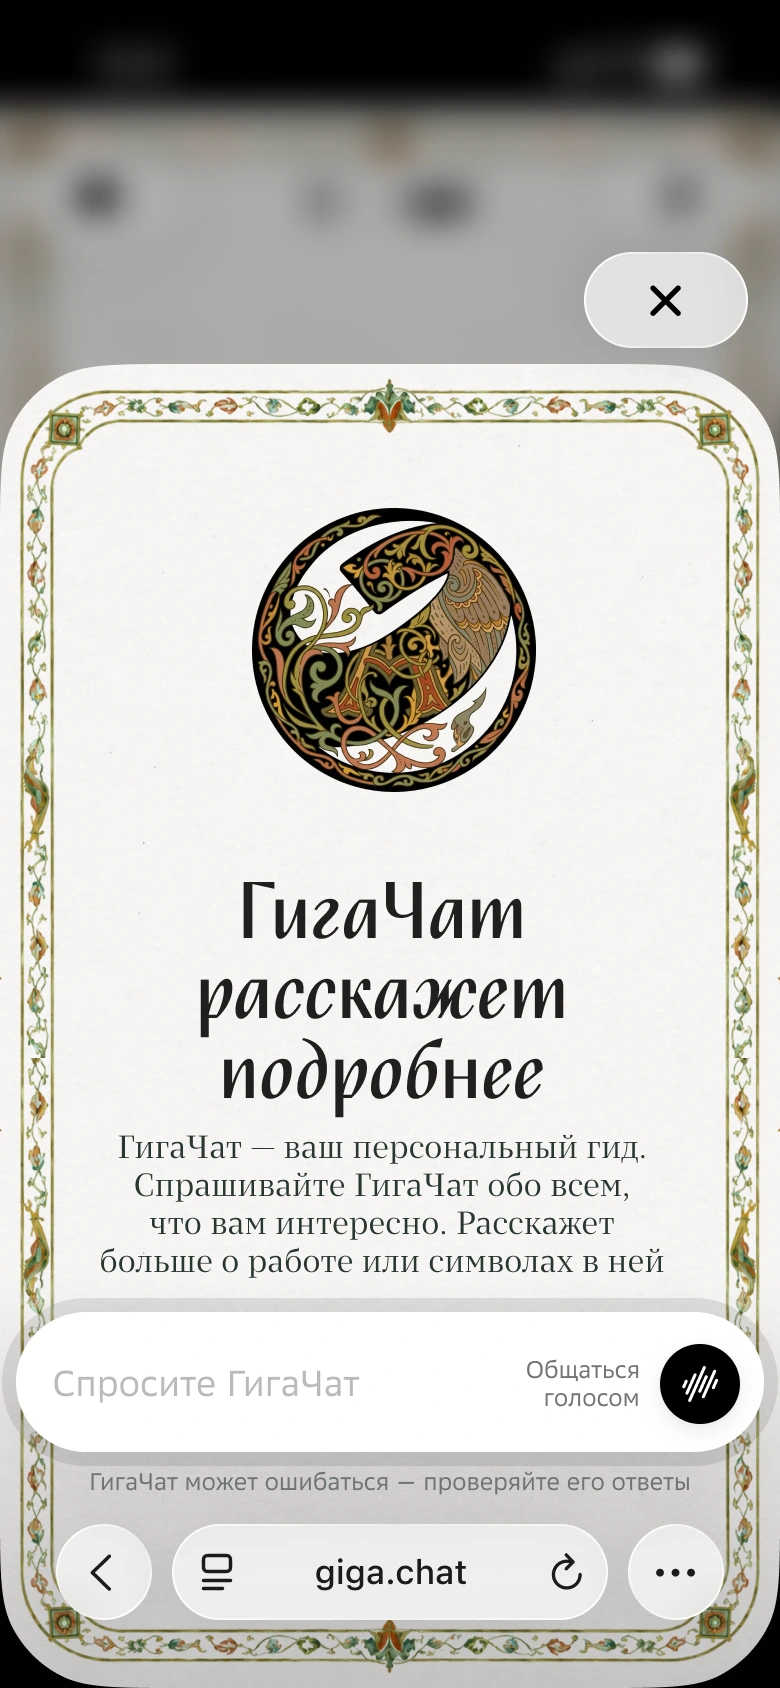 ГигаЧат
расскажет
подробнее
ГигаЧат — ваш персональный гид.
Спрашивайте ГигаЧат обо всем,
что вам интересно. Расскажет
больше о работе или символах в ней
Спросите ГигаЧат
Общаться
голосом
ГигаЧат может ошибаться — проверяйте его ответы
giga.chat